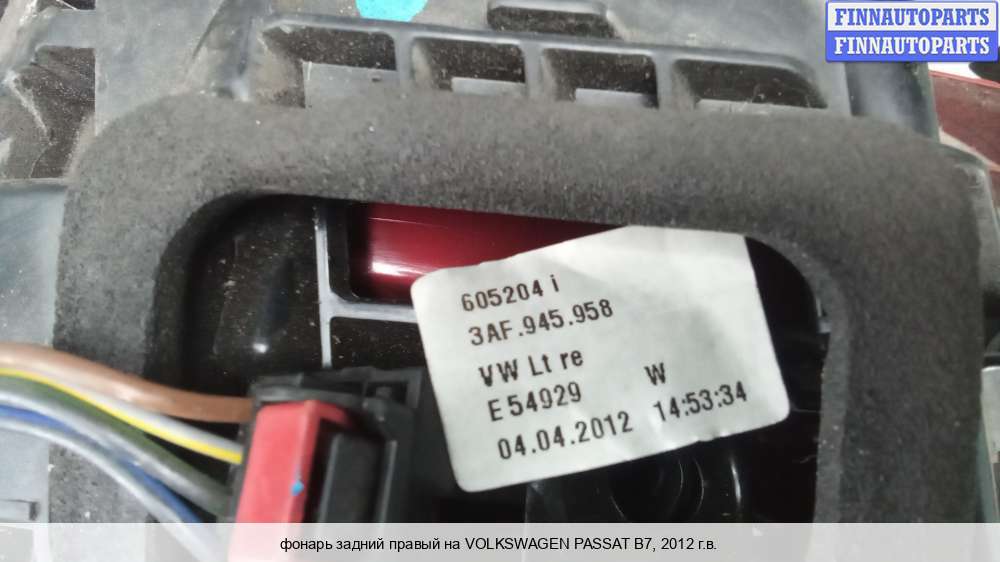 FINNAUTOPARTS
FINNAUTOPARTS
605204 i
3AF.945.958
VW Lt re
E54929 W
04.04.2012 14:53:34
фонарь задний правый на VOLKSWAGEN PASSAT B7, 2012 г.в.